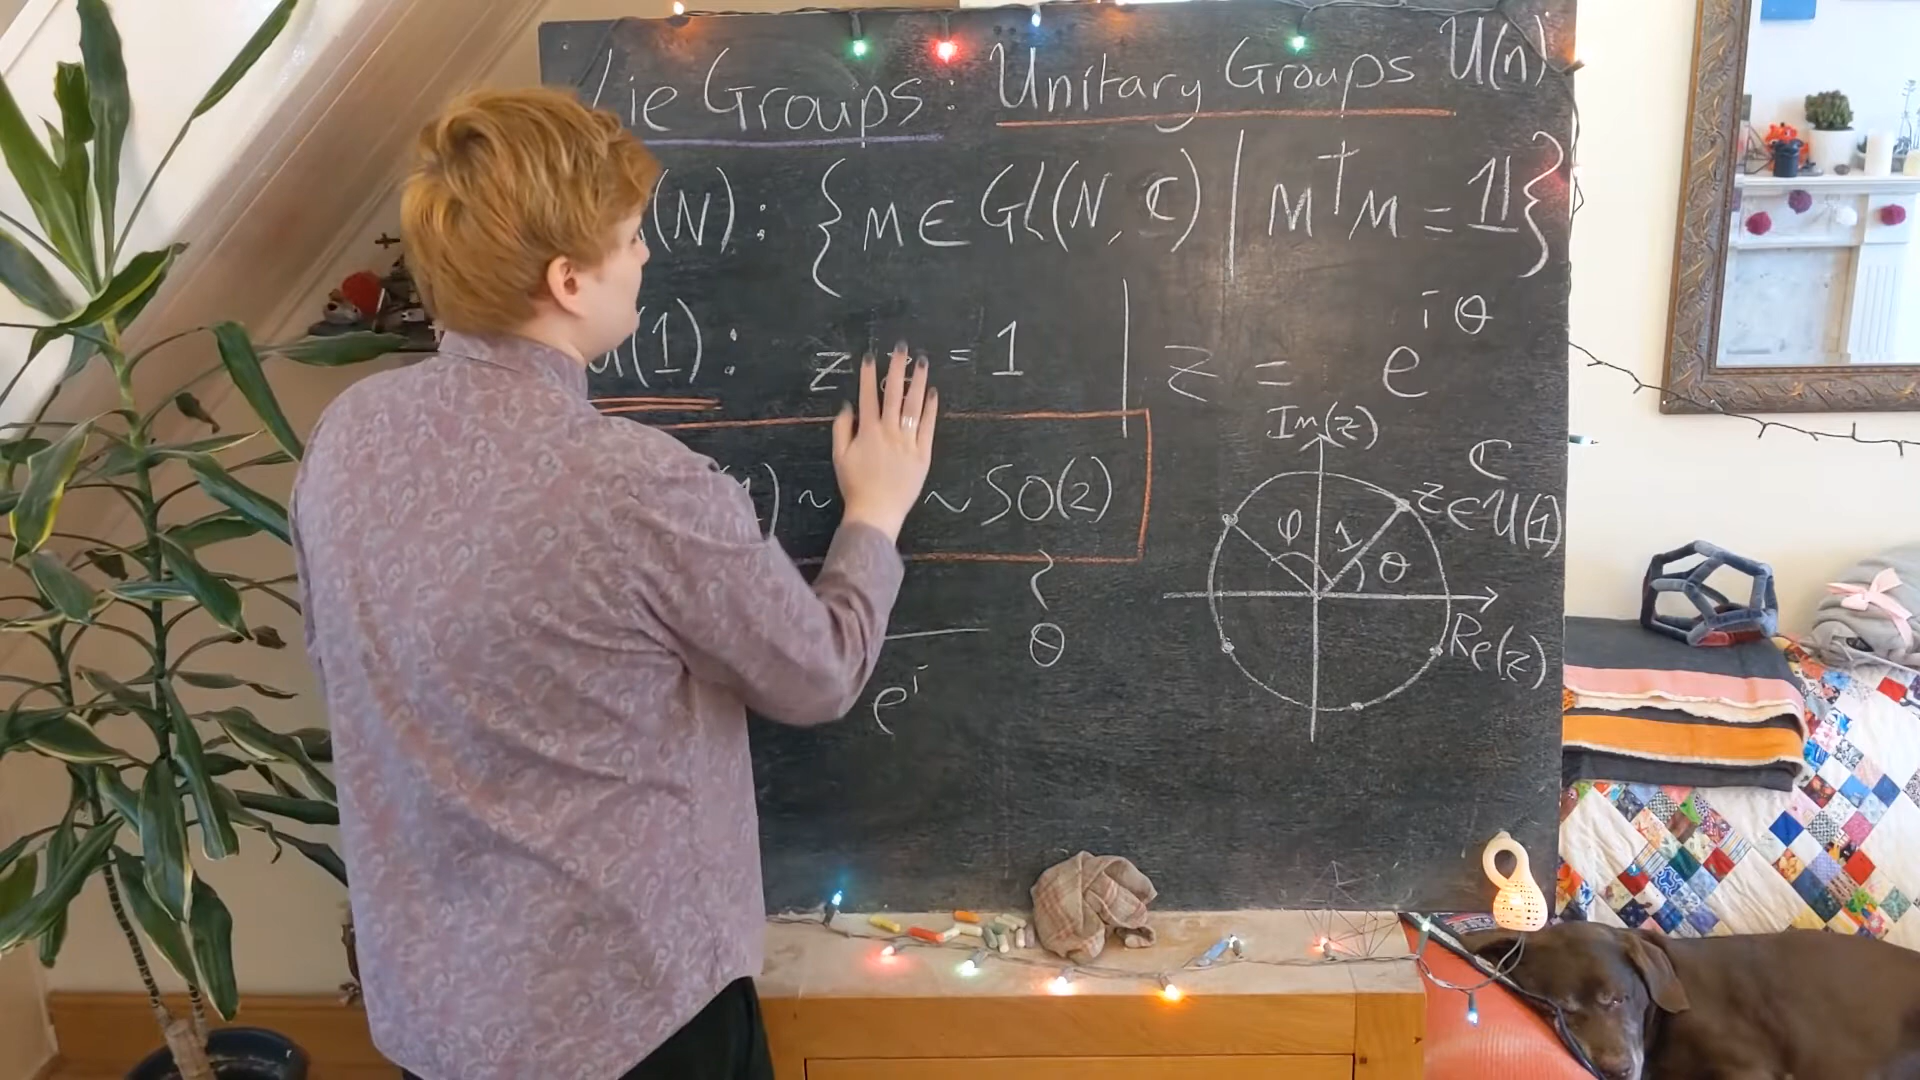 Lie Groups: Unitary Groups U(n)
(N): { M ∈ GL(N, ℂ) | M†M = 𝟙 }
U(1): z = 1 | z = e^{iθ}
1) ~ ~ SO(2)
θ
e^i
Im(z)
ℂ
z ∈ U(1)
φ 1 θ
Re(z)